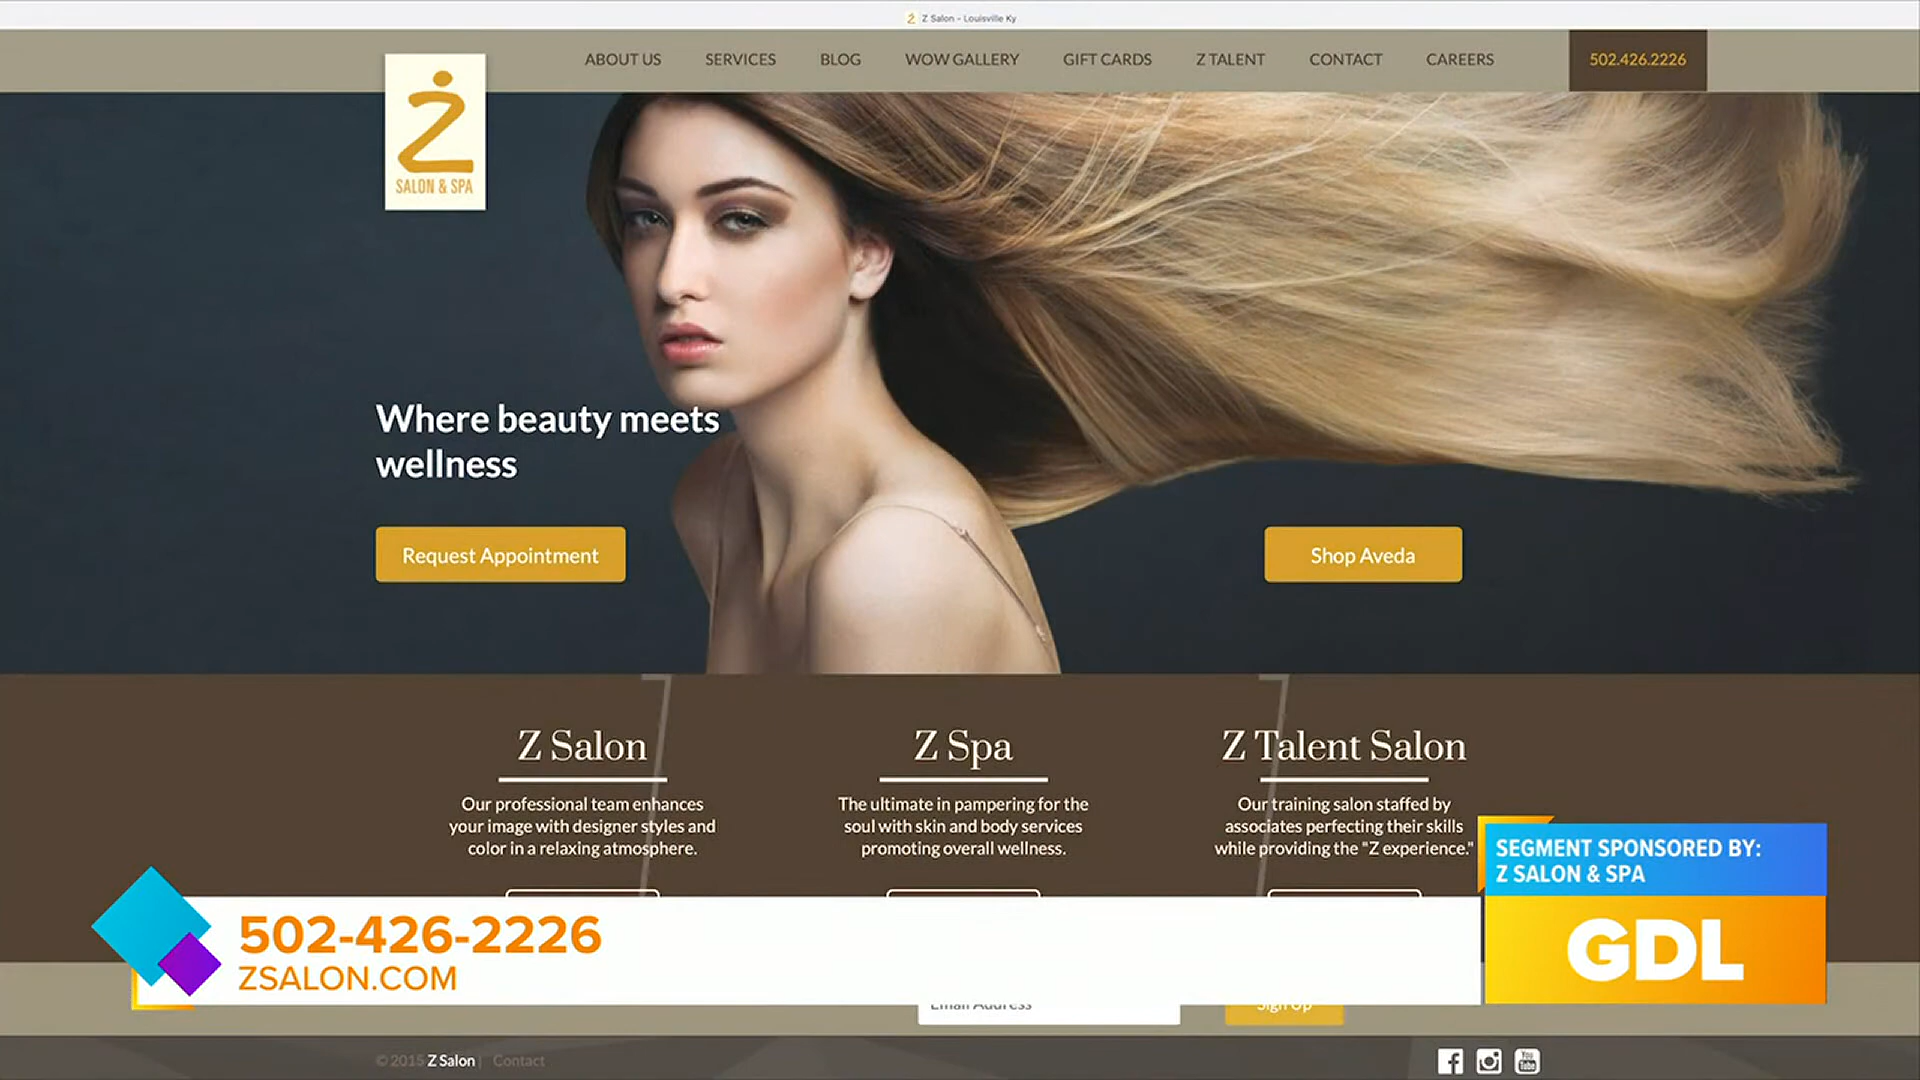 Ż Z Salon - Louisville Ky
ABOUT US SERVICES BLOG WOW GALLERY GIFT CARDS Z TALENT CONTACT CAREERS 502.426.2226
Ż
SALON & SPA
Where beauty meets
wellness
Request Appointment
Shop Aveda
Z Salon
Our professional team enhances
your image with designer styles and
color in a relaxing atmosphere.
Z Spa
The ultimate in pampering for the
soul with skin and body services
promoting overall wellness.
Z Talent Salon
Our training salon staffed by
associates perfecting their skills
while providing the "Z experience."
SEGMENT SPONSORED BY:
Z SALON & SPA
GDL
502-426-2226
ZSALON.COM
Email Address
Sign Up
© 2015 Z Salon | Contact
You
Tube